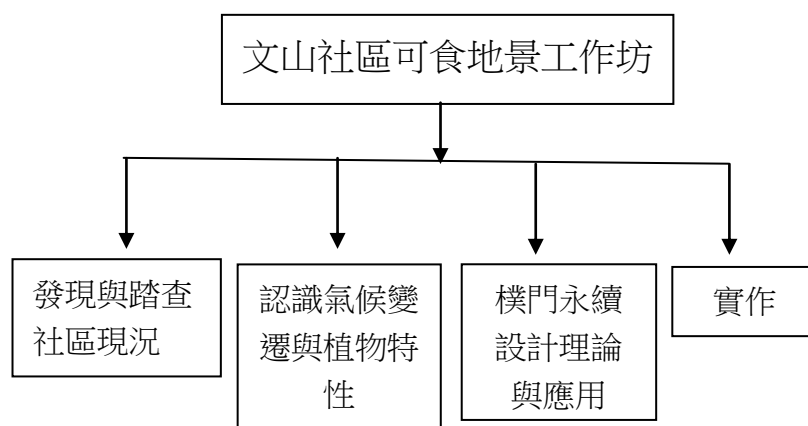 文山社區可食地景工作坊
發現與踏查
社區現況
認識氣候變
遷與植物特
性
樸門永續
設計理論
與應用
實作